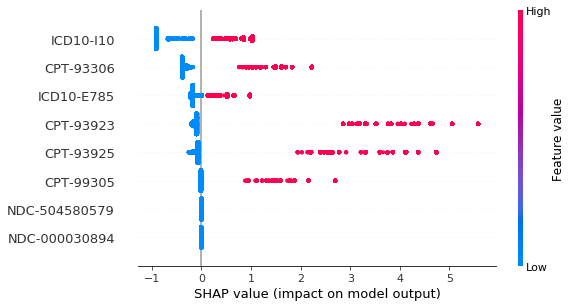 High
ICD10-I10
CPT-93306
ICD10-E785
CPT-93923
CPT-93925
CPT-99305
NDC-504580579
NDC-000030894
Feature value
Low
−1 0 1 2 3 4 5
SHAP value (impact on model output)